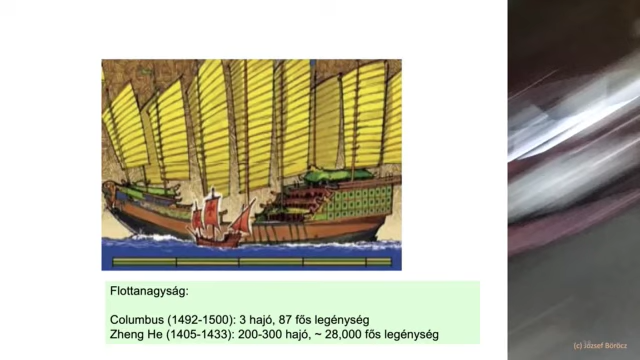 Flottanagyság:
Columbus (1492-1500): 3 hajó, 87 fős legénység
Zheng He (1405-1433): 200-300 hajó, ~ 28,000 fős legénység
(c) József Böröcz